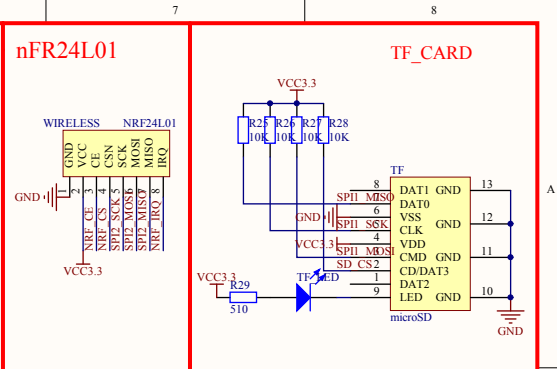 7
8
nFR24L01
TF_CARD
VCC3.3
WIRELESS
NRF24L01
R25
R26
R27
R28
10K
10K
10K
10K
GND
VCC
CE
CSN
SCK
MOSI
MISO
IRQ
GND
1
2
3
4
5
6
7
8
NRF_CE
NRF_CS
SPI2_SCK
SPI2_MOSI
SPI2_MISO
NRF_IRQ
VCC3.3
A
TF
8 DAT1 GND 13
SPI1_MISO 7 DAT0
GND 6 VSS GND 12
SPI1_SCK 5 CLK
VCC3.3 4 VDD
SPI1_MOSI 3 CMD GND 11
SD_CS 2 CD/DAT3
1 DAT2
9 LED GND 10
microSD
GND
VCC3.3
R29
510
TF_LED